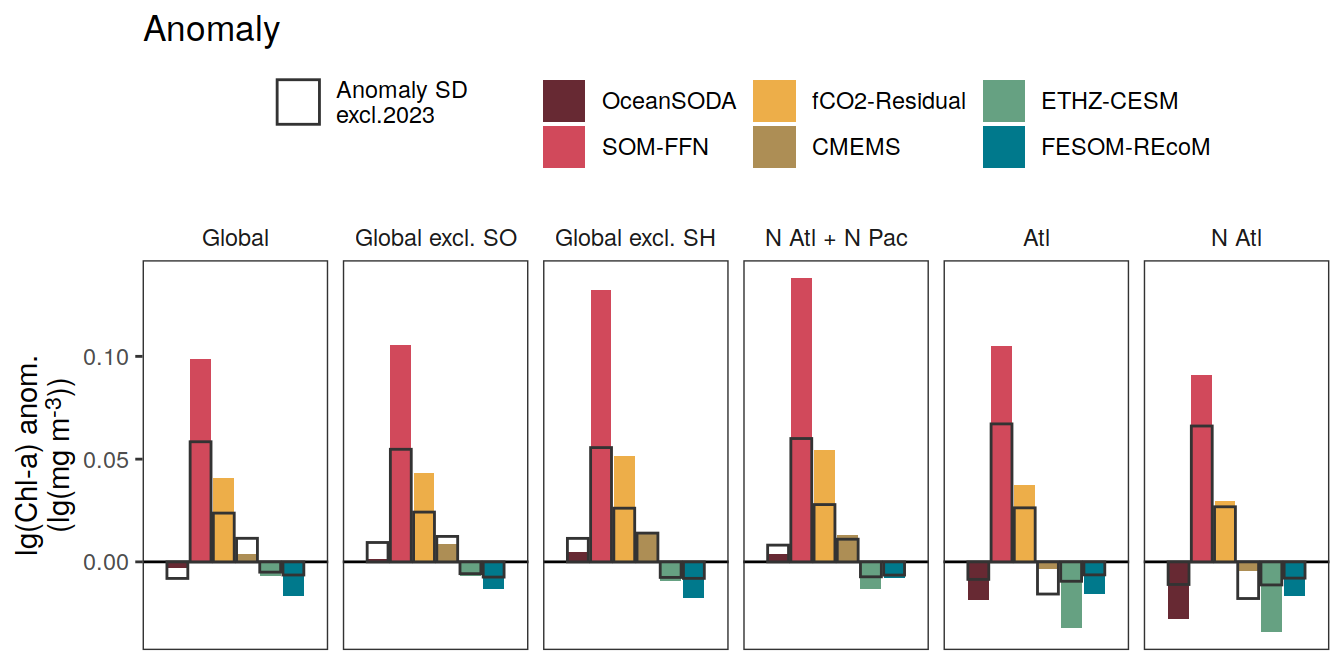 Anomaly
Anomaly SD
excl.2023
OceanSODA
fCO2-Residual
ETHZ-CESM
SOM-FFN
CMEMS
FESOM-REcoM
Global
Global excl. SO
Global excl. SH
N Atl + N Pac
Atl
N Atl
lg(Chl-a) anom.
(lg(mg m⁻³))
0.10
0.05
0.00